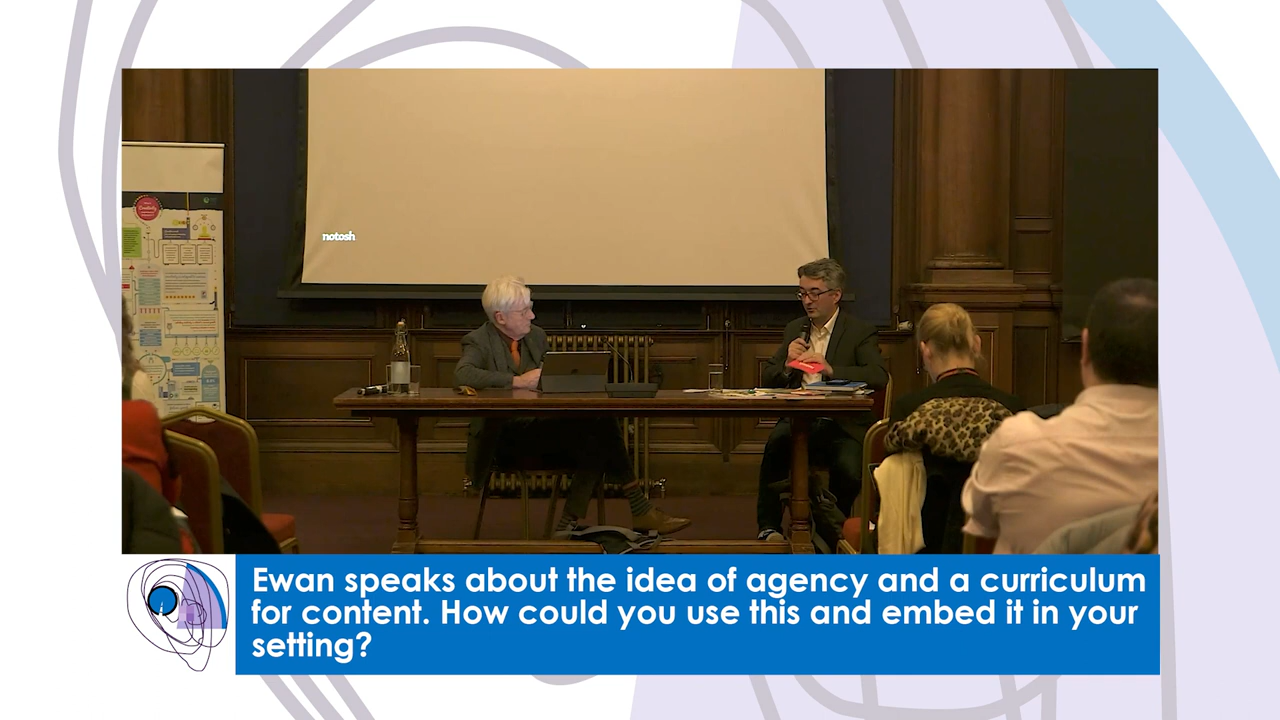 notosh
Ewan speaks about the idea of agency and a curriculum
for content. How could you use this and embed it in your
setting?